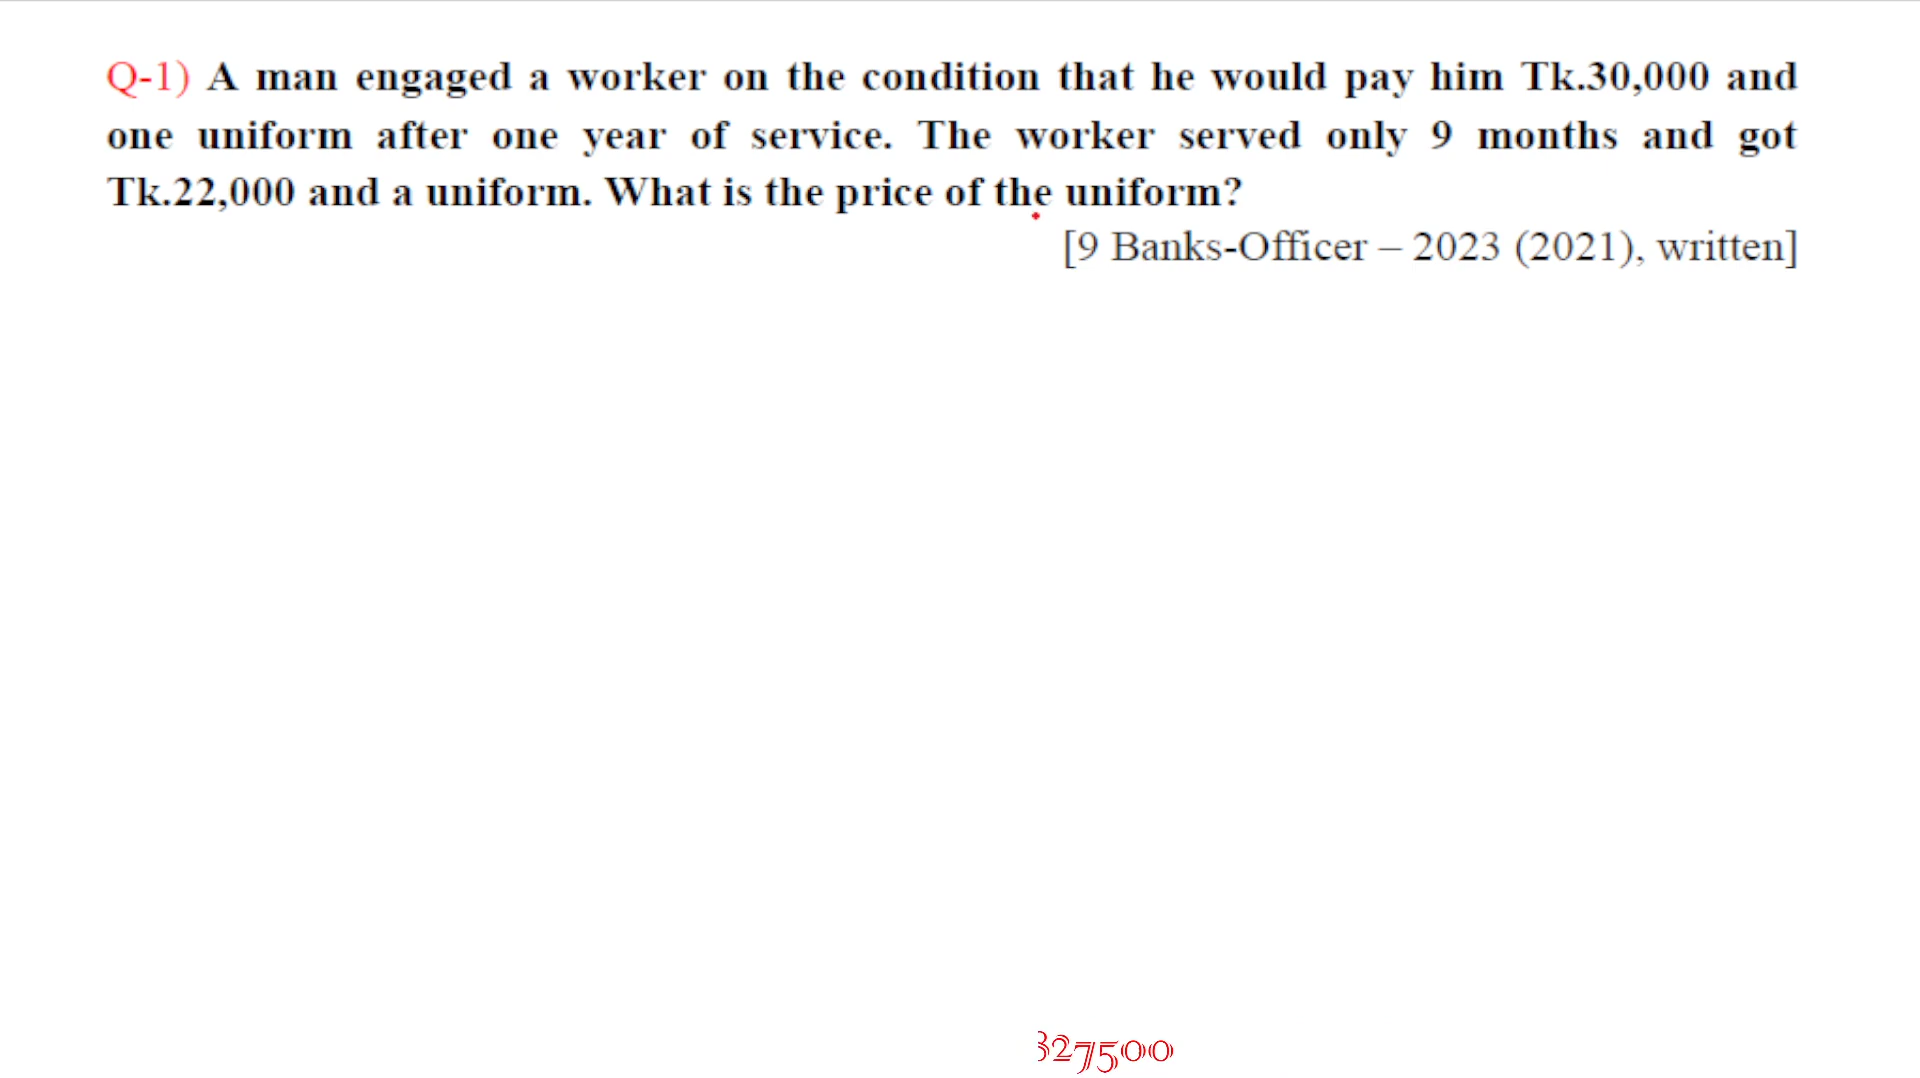 Q-1) A man engaged a worker on the condition that he would pay him Tk.30,000 and
one uniform after one year of service. The worker served only 9 months and got
Tk.22,000 and a uniform. What is the price of the uniform?
[9 Banks-Officer – 2023 (2021), written]
327500